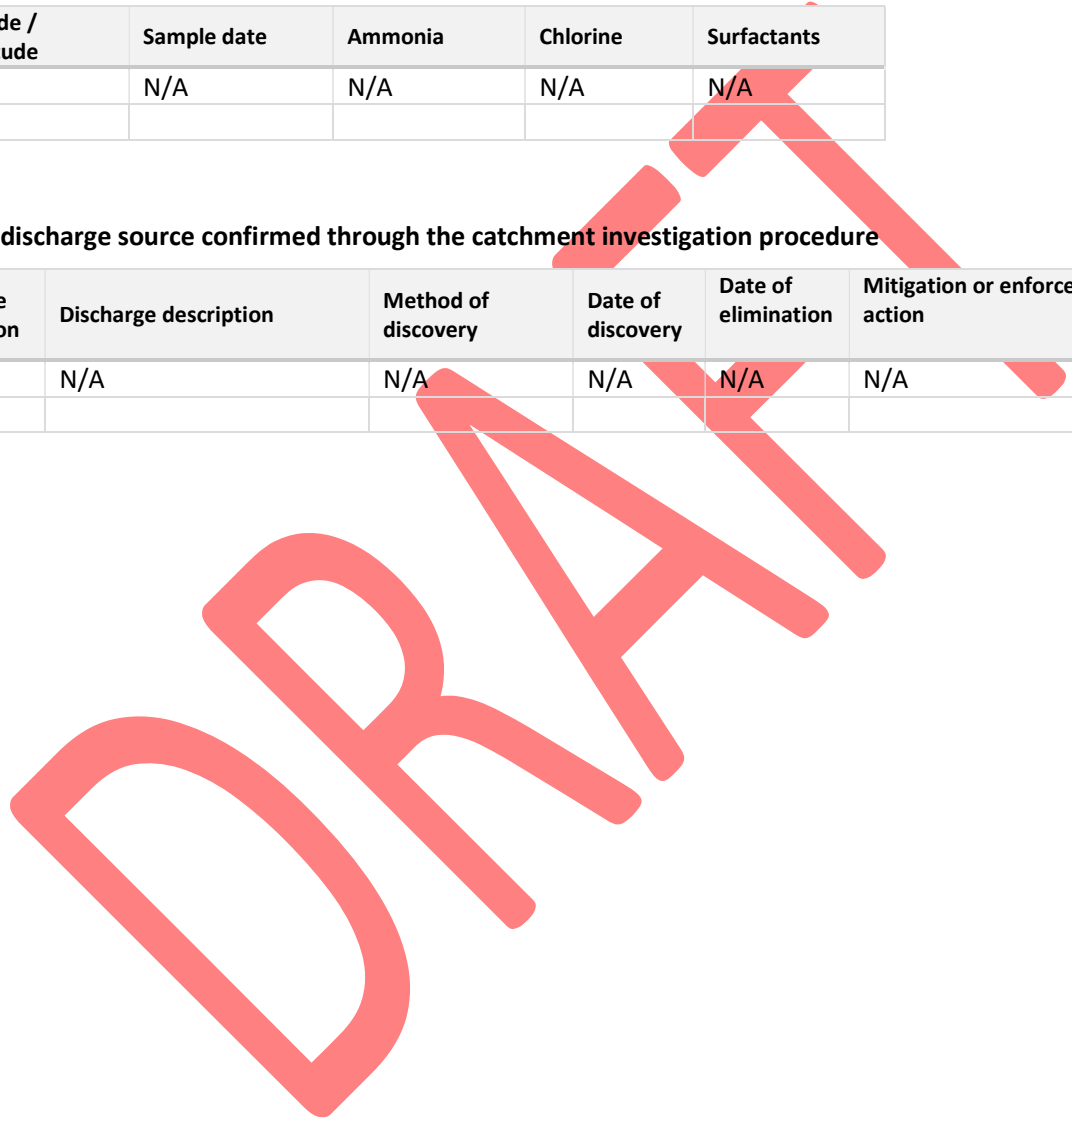 de / Sample date Ammonia Chlorine Surfactants
tude
N/A N/A N/A N/A
discharge source confirmed through the catchment investigation procedure
e Discharge description Method of Date of Date of Mitigation or enforce
on discovery discovery elimination action
N/A N/A N/A N/A N/A
DRAFT